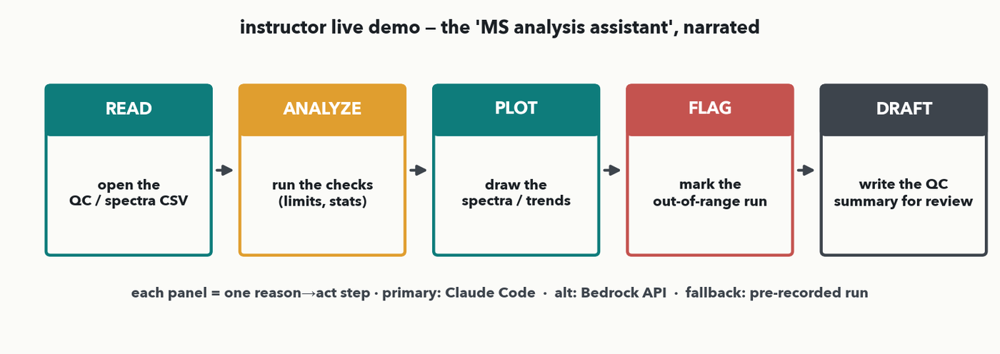 instructor live demo – the 'MS analysis assistant', narrated
READ
open the
QC / spectra CSV
ANALYZE
run the checks
(limits, stats)
PLOT
draw the
spectra / trends
FLAG
mark the
out-of-range run
DRAFT
write the QC
summary for review
each panel = one reason→act step · primary: Claude Code · alt: Bedrock API · fallback: pre-recorded run